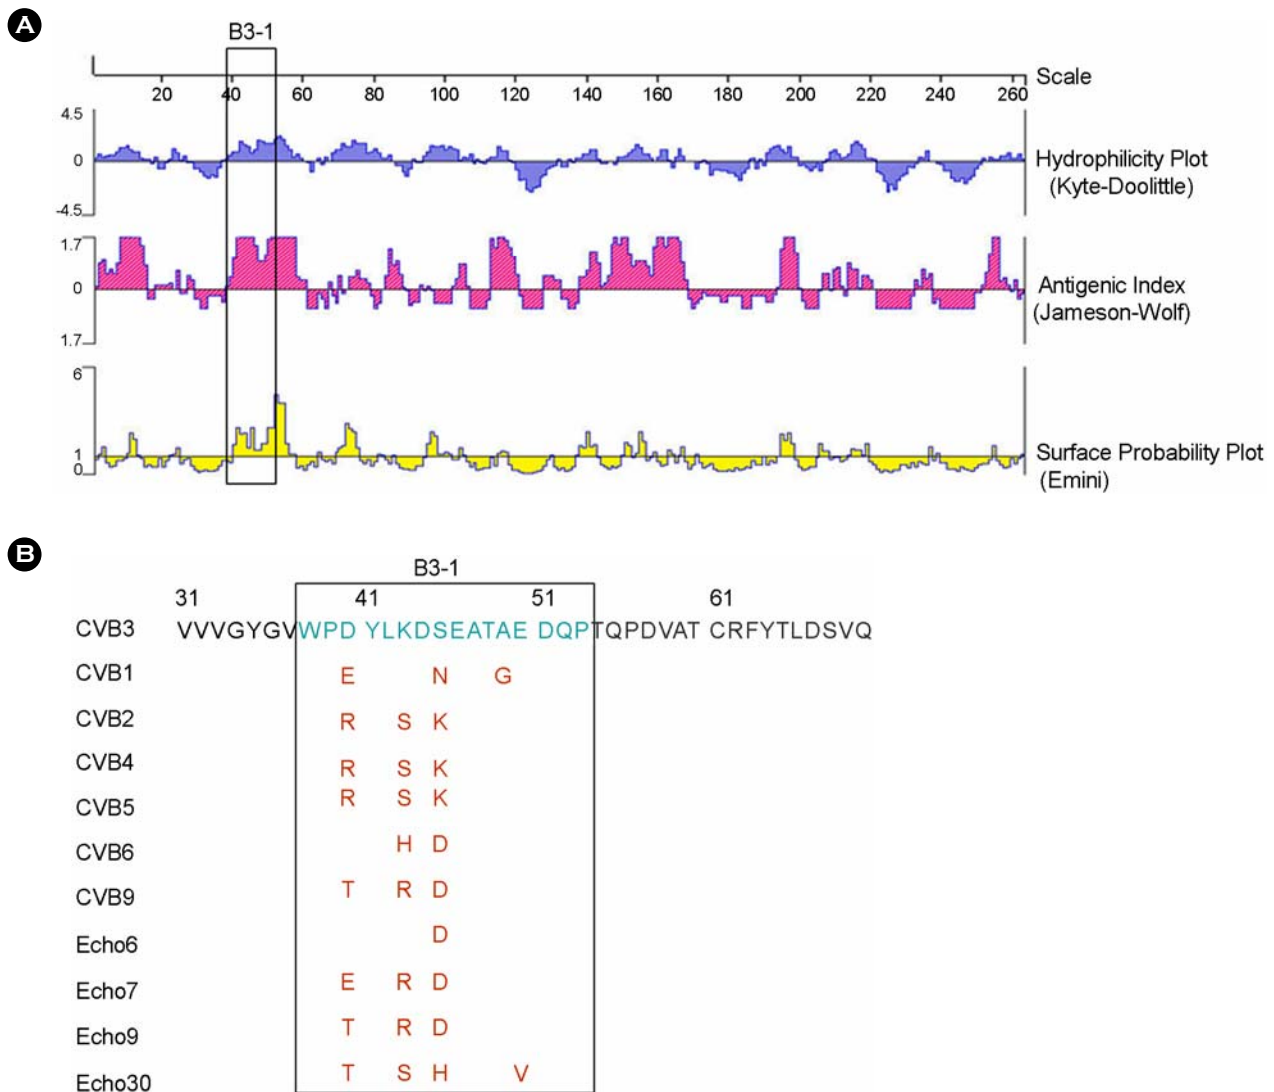 A
B3-1
Scale
20 40 60 80 100 120 140 160 180 200 220 240 260
4.5
0
-4.5
Hydrophilicity Plot
(Kyte-Doolittle)
1.7
0
1.7
Antigenic Index
(Jameson-Wolf)
6
1
0
Surface Probability Plot
(Emini)
B
B3-1
31 41 51 61
CVB3 VVVGYGVWPD YLKDSEATAE DQPTQPDVAT CRFYTLDSVQ
CVB1 E N G
CVB2 R S K
CVB4 R S K
CVB5 R S K
CVB6 H D
CVB9 T R D
Echo6 D
Echo7 E R D
Echo9 T R D
Echo30 T S H V